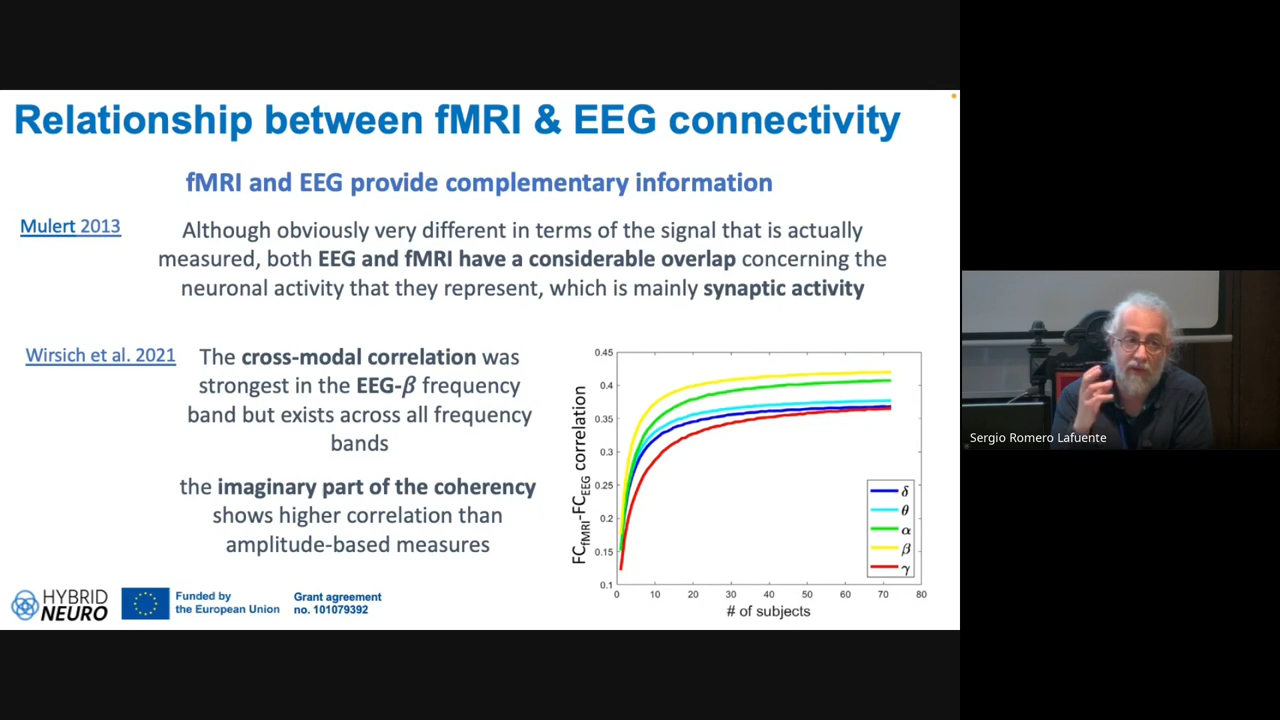 Relationship between fMRI & EEG connectivity
fMRI and EEG provide complementary information
Mulert 2013
Although obviously very different in terms of the signal that is actually
measured, both EEG and fMRI have a considerable overlap concerning the
neuronal activity that they represent, which is mainly synaptic activity
Wirsich et al. 2021
The cross-modal correlation was
strongest in the EEG-β frequency
band but exists across all frequency
bands
the imaginary part of the coherency
shows higher correlation than
amplitude-based measures
FCfMRI-FCEEG correlation
0.45
0.4
0.35
0.3
0.25
0.2
0.15
0.1
0 10 20 30 40 50 60 70 80
# of subjects
δ
θ
α
β
γ
HYBRID
NEURO
Funded by
the European Union
Grant agreement
no. 101079392
Sergio Romero Lafuente